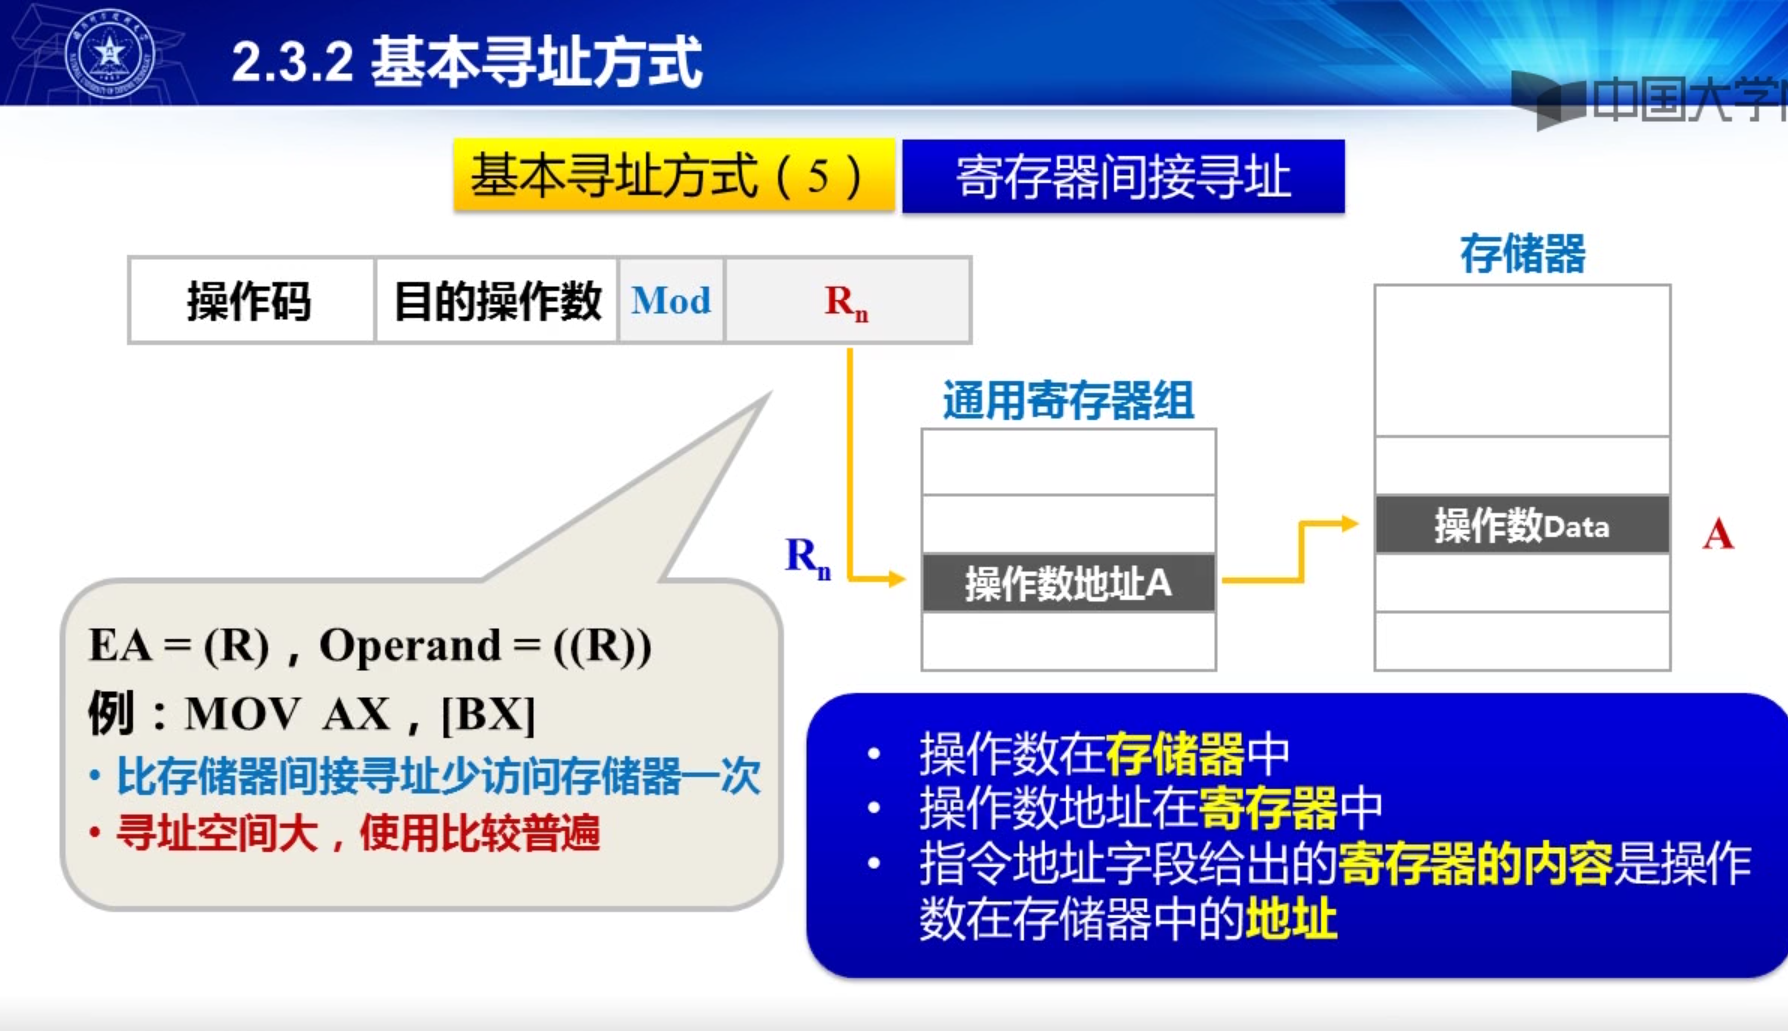 2.3.2 基本寻址方式
中国大学
基本寻址方式（5）
寄存器间接寻址
存储器
操作码 目的操作数 Mod Rn
通用寄存器组
操作数Data A
Rn 操作数地址A
EA = (R)，Operand = ((R))
例：MOV AX，[BX]
• 比存储器间接寻址少访问存储器一次
• 寻址空间大，使用比较普遍
• 操作数在存储器中
• 操作数地址在寄存器中
• 指令地址字段给出的寄存器的内容是操作
数在存储器中的地址